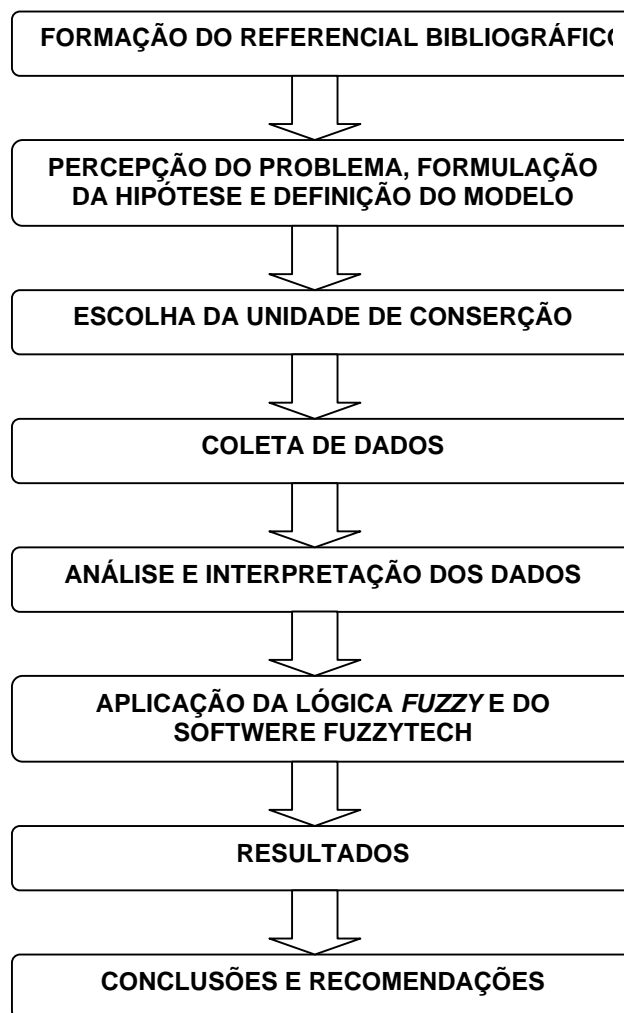 FORMAÇÃO DO REFERENCIAL BIBLIOGRÁFIC
PERCEPÇÃO DO PROBLEMA, FORMULAÇÃO
DA HIPÓTESE E DEFINIÇÃO DO MODELO
ESCOLHA DA UNIDADE DE CONSERÇÃO
COLETA DE DADOS
ANÁLISE E INTERPRETAÇÃO DOS DADOS
APLICAÇÃO DA LÓGICA FUZZY E DO
SOFTWERE FUZZYTECH
RESULTADOS
CONCLUSÕES E RECOMENDAÇÕES